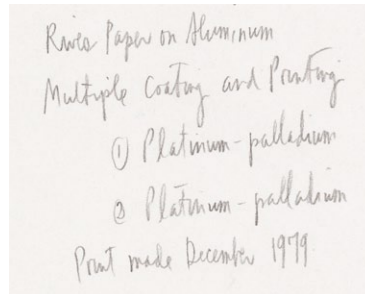 Rives Paper on Aluminum
Multiple Coating and Printing
① Platinum-palladium
② Platinum-palladium
Print made December 1979